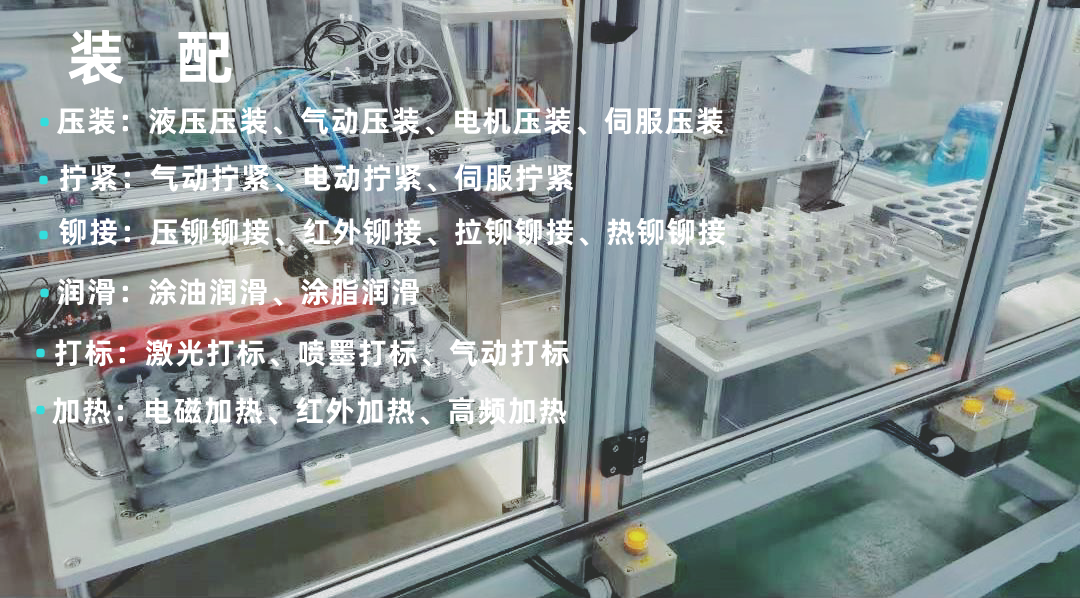 装 配
压装：液压压装、气动压装、电机压装、伺服压装
拧紧：气动拧紧、电动拧紧、伺服拧紧
铆接：压铆铆接、红外铆接、拉铆铆接、热铆铆接
润滑：涂油润滑、涂脂润滑
打标：激光打标、喷墨打标、气动打标
加热：电磁加热、红外加热、高频加热